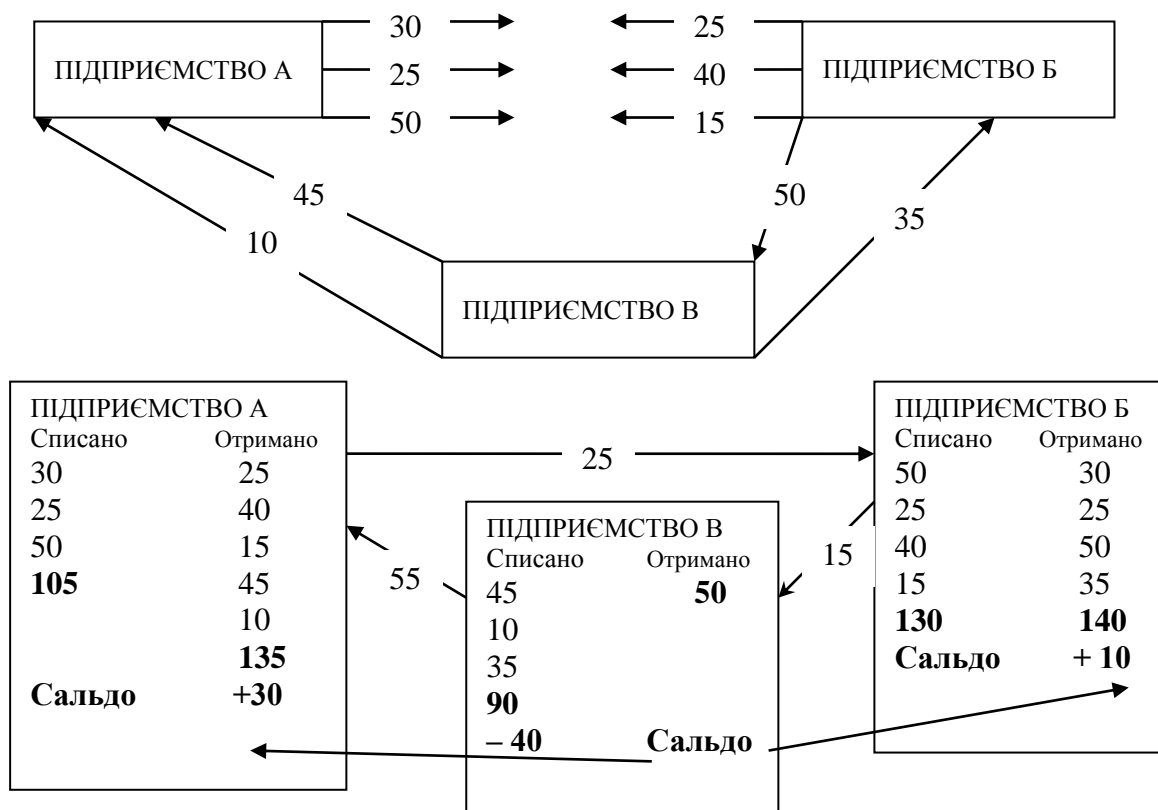 30
25
ПІДПРИЄМСТВО А
25
40
ПІДПРИЄМСТВО Б
50
15
45
50
35
10
ПІДПРИЄМСТВО В
ПІДПРИЄМСТВО А
Списано Отримано
30 25
25 40
50 15
105 45
10
135
Сальдо +30
25
55
15
ПІДПРИЄМСТВО В
Списано Отримано
45 50
10
35
90
– 40 Сальдо
ПІДПРИЄМСТВО Б
Списано Отримано
50 30
25 25
40 50
15 35
130 140
Сальдо + 10